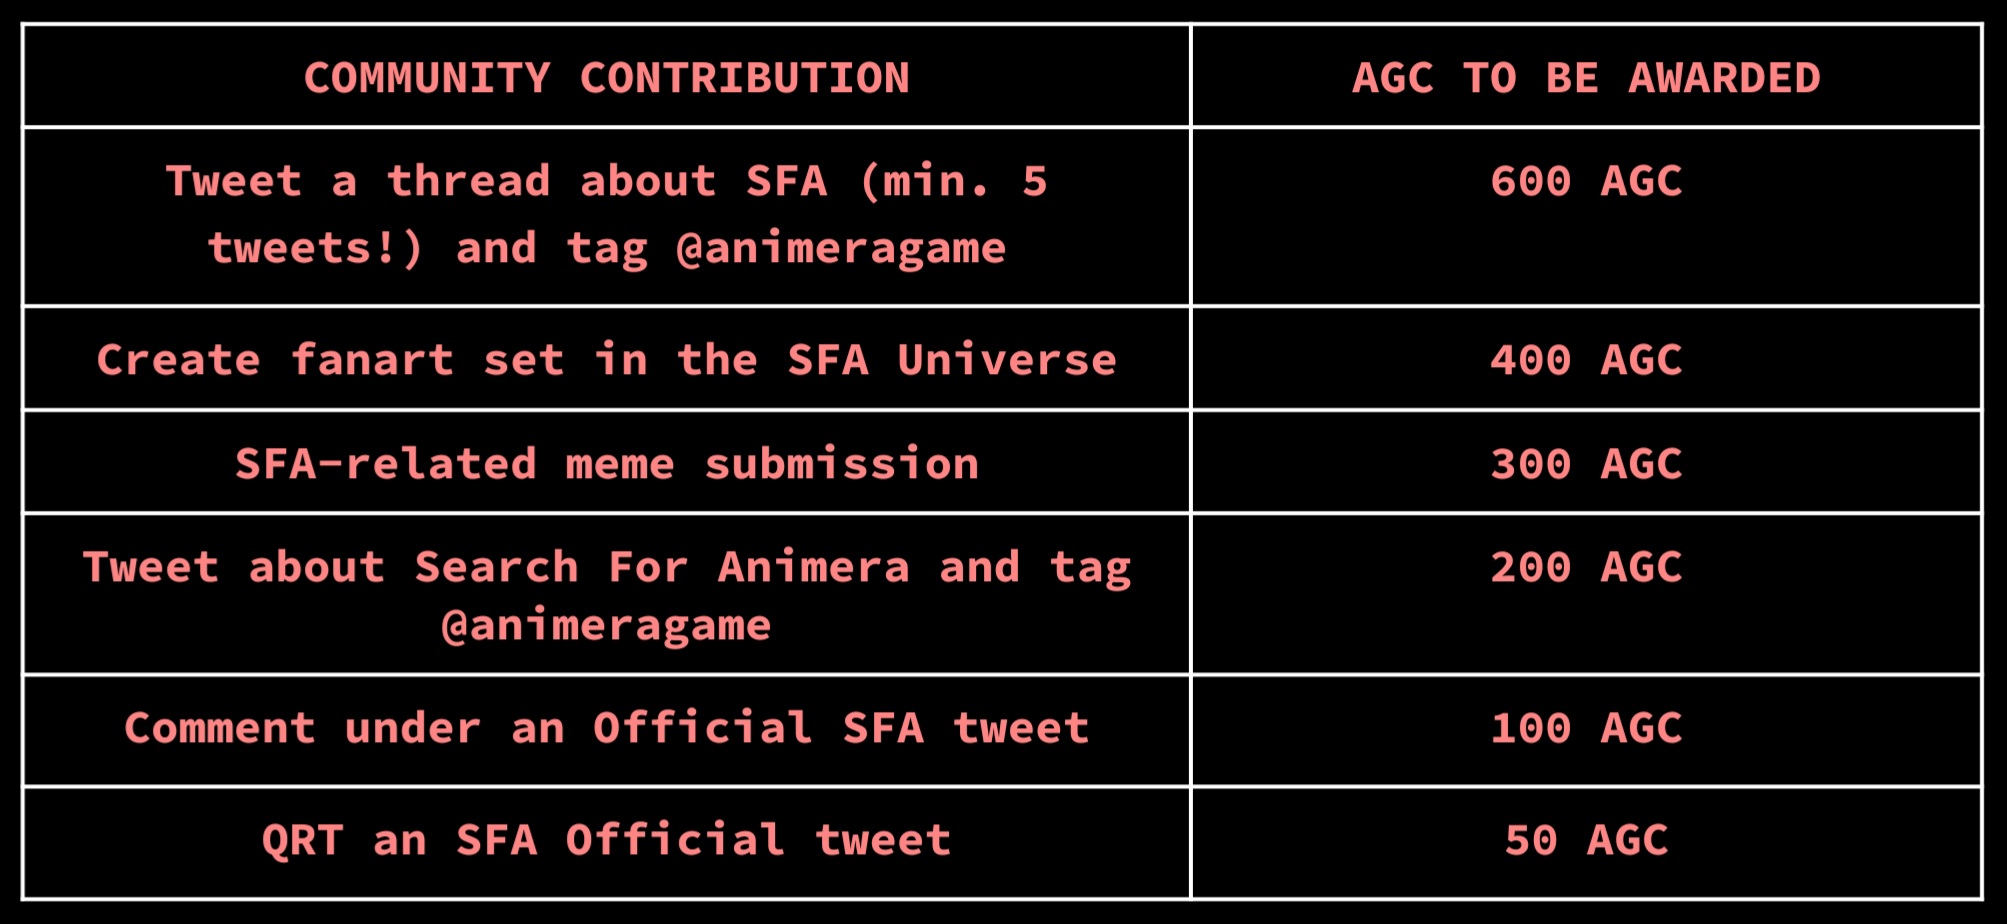 COMMUNITY CONTRIBUTION
AGC TO BE AWARDED
Tweet a thread about SFA (min. 5
tweets!) and tag @animeragame
600 AGC
Create fanart set in the SFA Universe
400 AGC
SFA-related meme submission
300 AGC
Tweet about Search For Animera and tag
@animeragame
200 AGC
Comment under an Official SFA tweet
100 AGC
QRT an SFA Official tweet
50 AGC